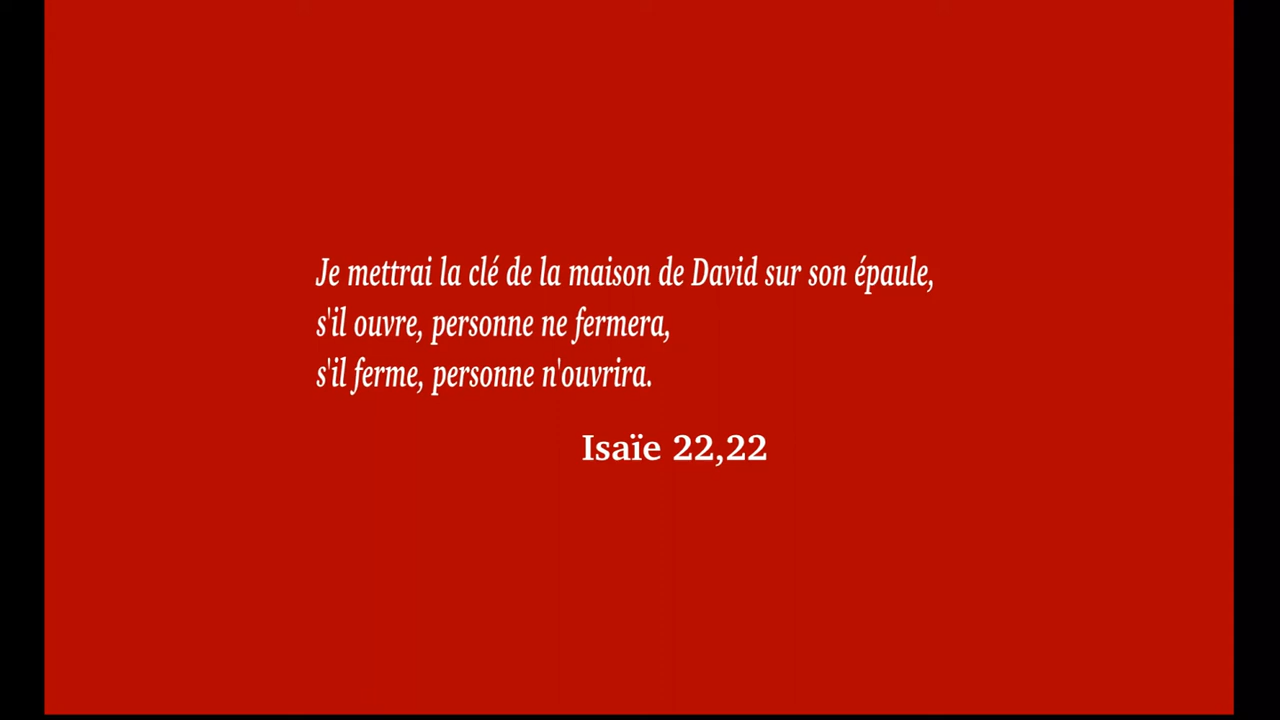 Je mettrai la clé de la maison de David sur son épaule,
s'il ouvre, personne ne fermera,
s'il ferme, personne n'ouvrira.
Isaïe 22,22